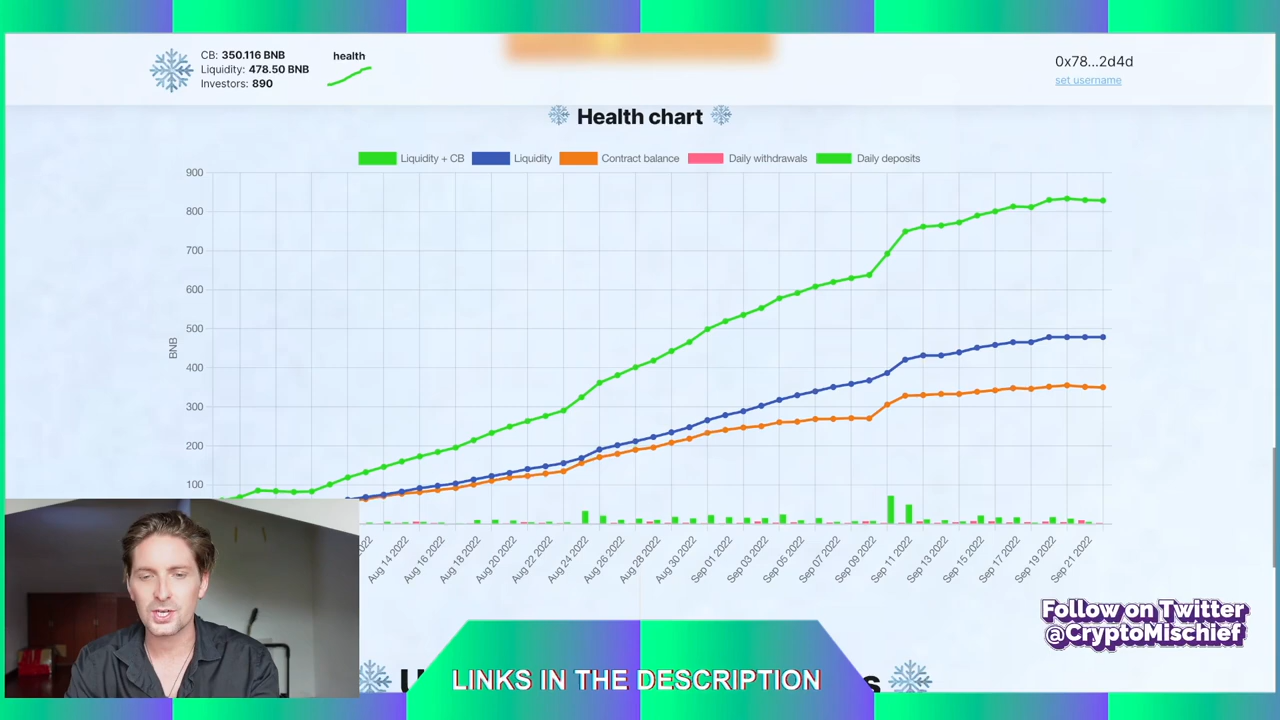 CB: 350.116 BNB
Liquidity: 478.50 BNB
Investors: 890
health
0x78...2d4d
set username
Health chart
Liquidity + CB
Liquidity
Contract balance
Daily withdrawals
Daily deposits
900
800
700
600
500
400
300
200
100
BNB
Aug 14 2022
Aug 16 2022
Aug 18 2022
Aug 20 2022
Aug 22 2022
Aug 24 2022
Aug 26 2022
Aug 28 2022
Aug 30 2022
Sep 01 2022
Sep 03 2022
Sep 05 2022
Sep 07 2022
Sep 09 2022
Sep 11 2022
Sep 13 2022
Sep 15 2022
Sep 17 2022
Sep 19 2022
Sep 21 2022
Follow on Twitter
@CryptoMischief
LINKS IN THE DESCRIPTION